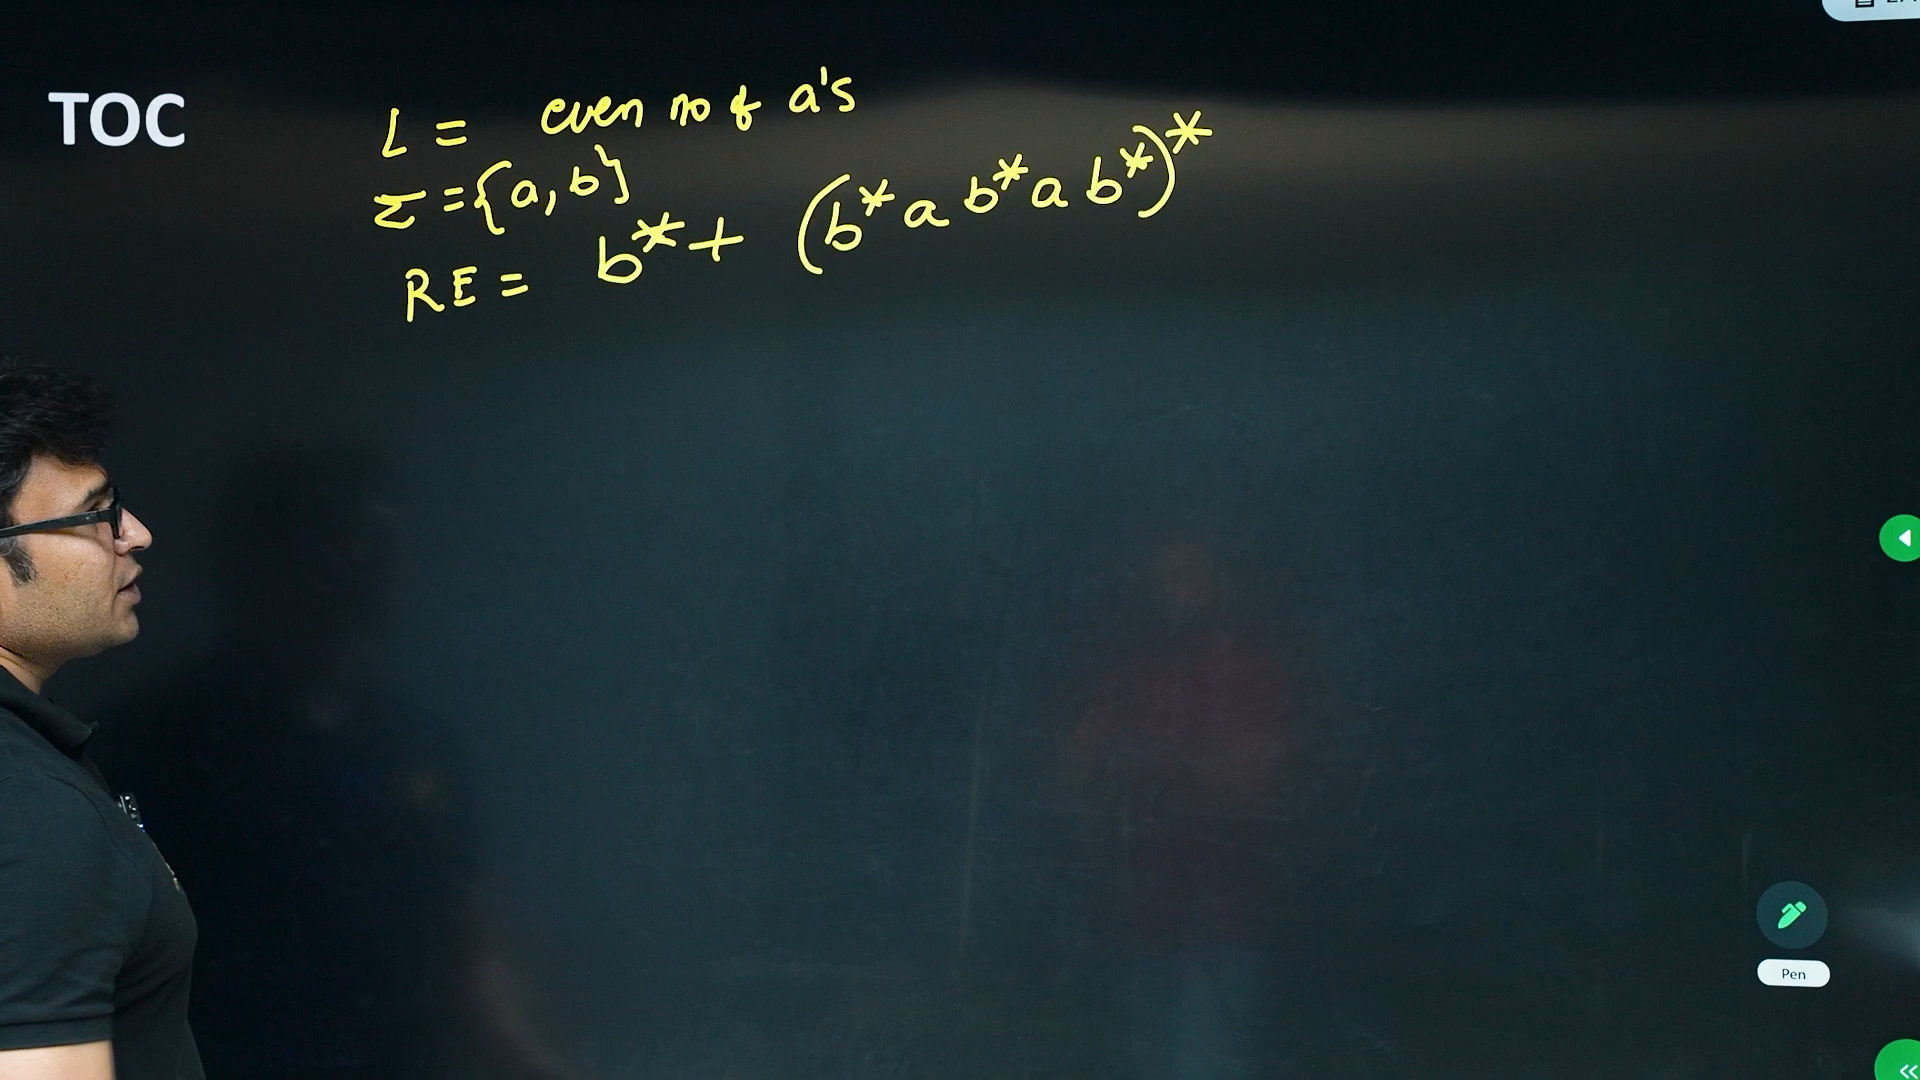 TOC
L = even no of a's
Σ = {a, b}
RE = b* + (b* a b* a b*)*
Pen